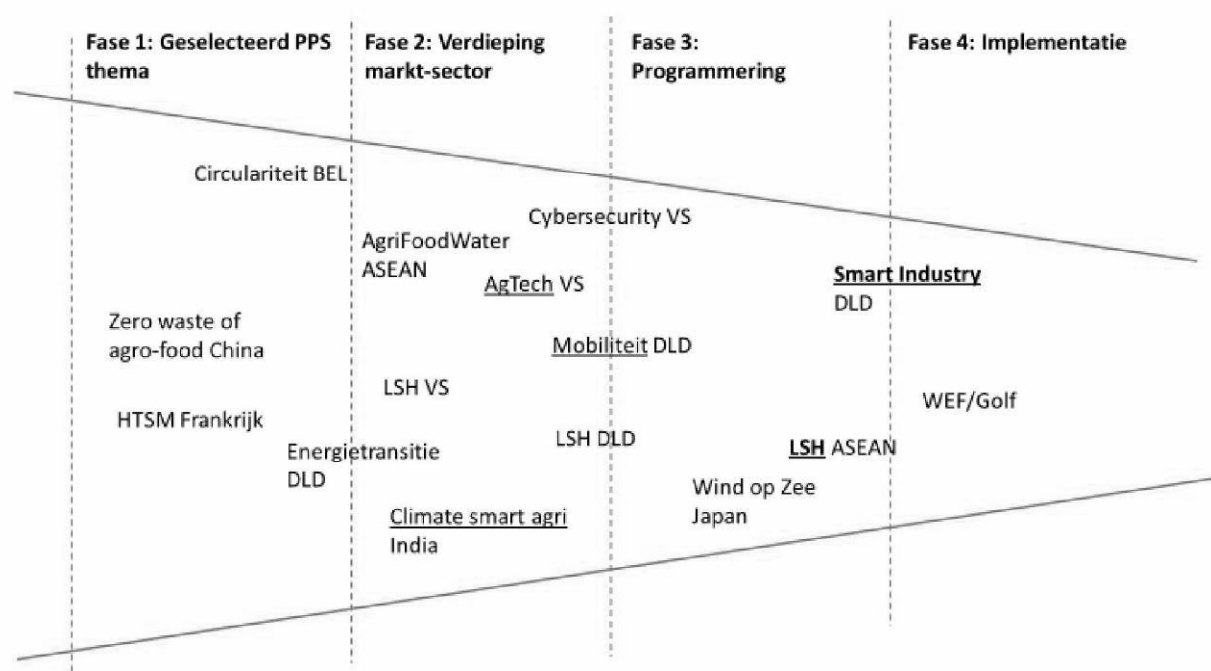 Fase 1: Geselecteerd PPS
thema
Fase 2: Verdieping
markt-sector
Fase 3:
Programmering
Fase 4: Implementatie
Circulariteit BEL
Zero waste of
agro-food China
HTSM Frankrijk
Energietransitie
DLD
AgriFoodWater
ASEAN
Cybersecurity VS
AgTech VS
Mobiliteit DLD
LSH VS
LSH DLD
Climate smart agri
India
Smart Industry
DLD
LSH ASEAN
Wind op Zee
Japan
WEF/Golf